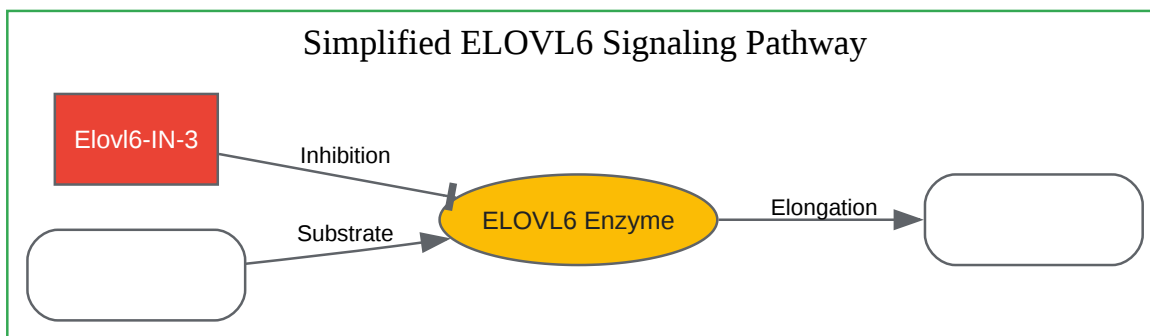 Simplified ELOVL6 Signaling Pathway
Elovl6-IN-3
Inhibition
Substrate
ELOVL6 Enzyme
Elongation